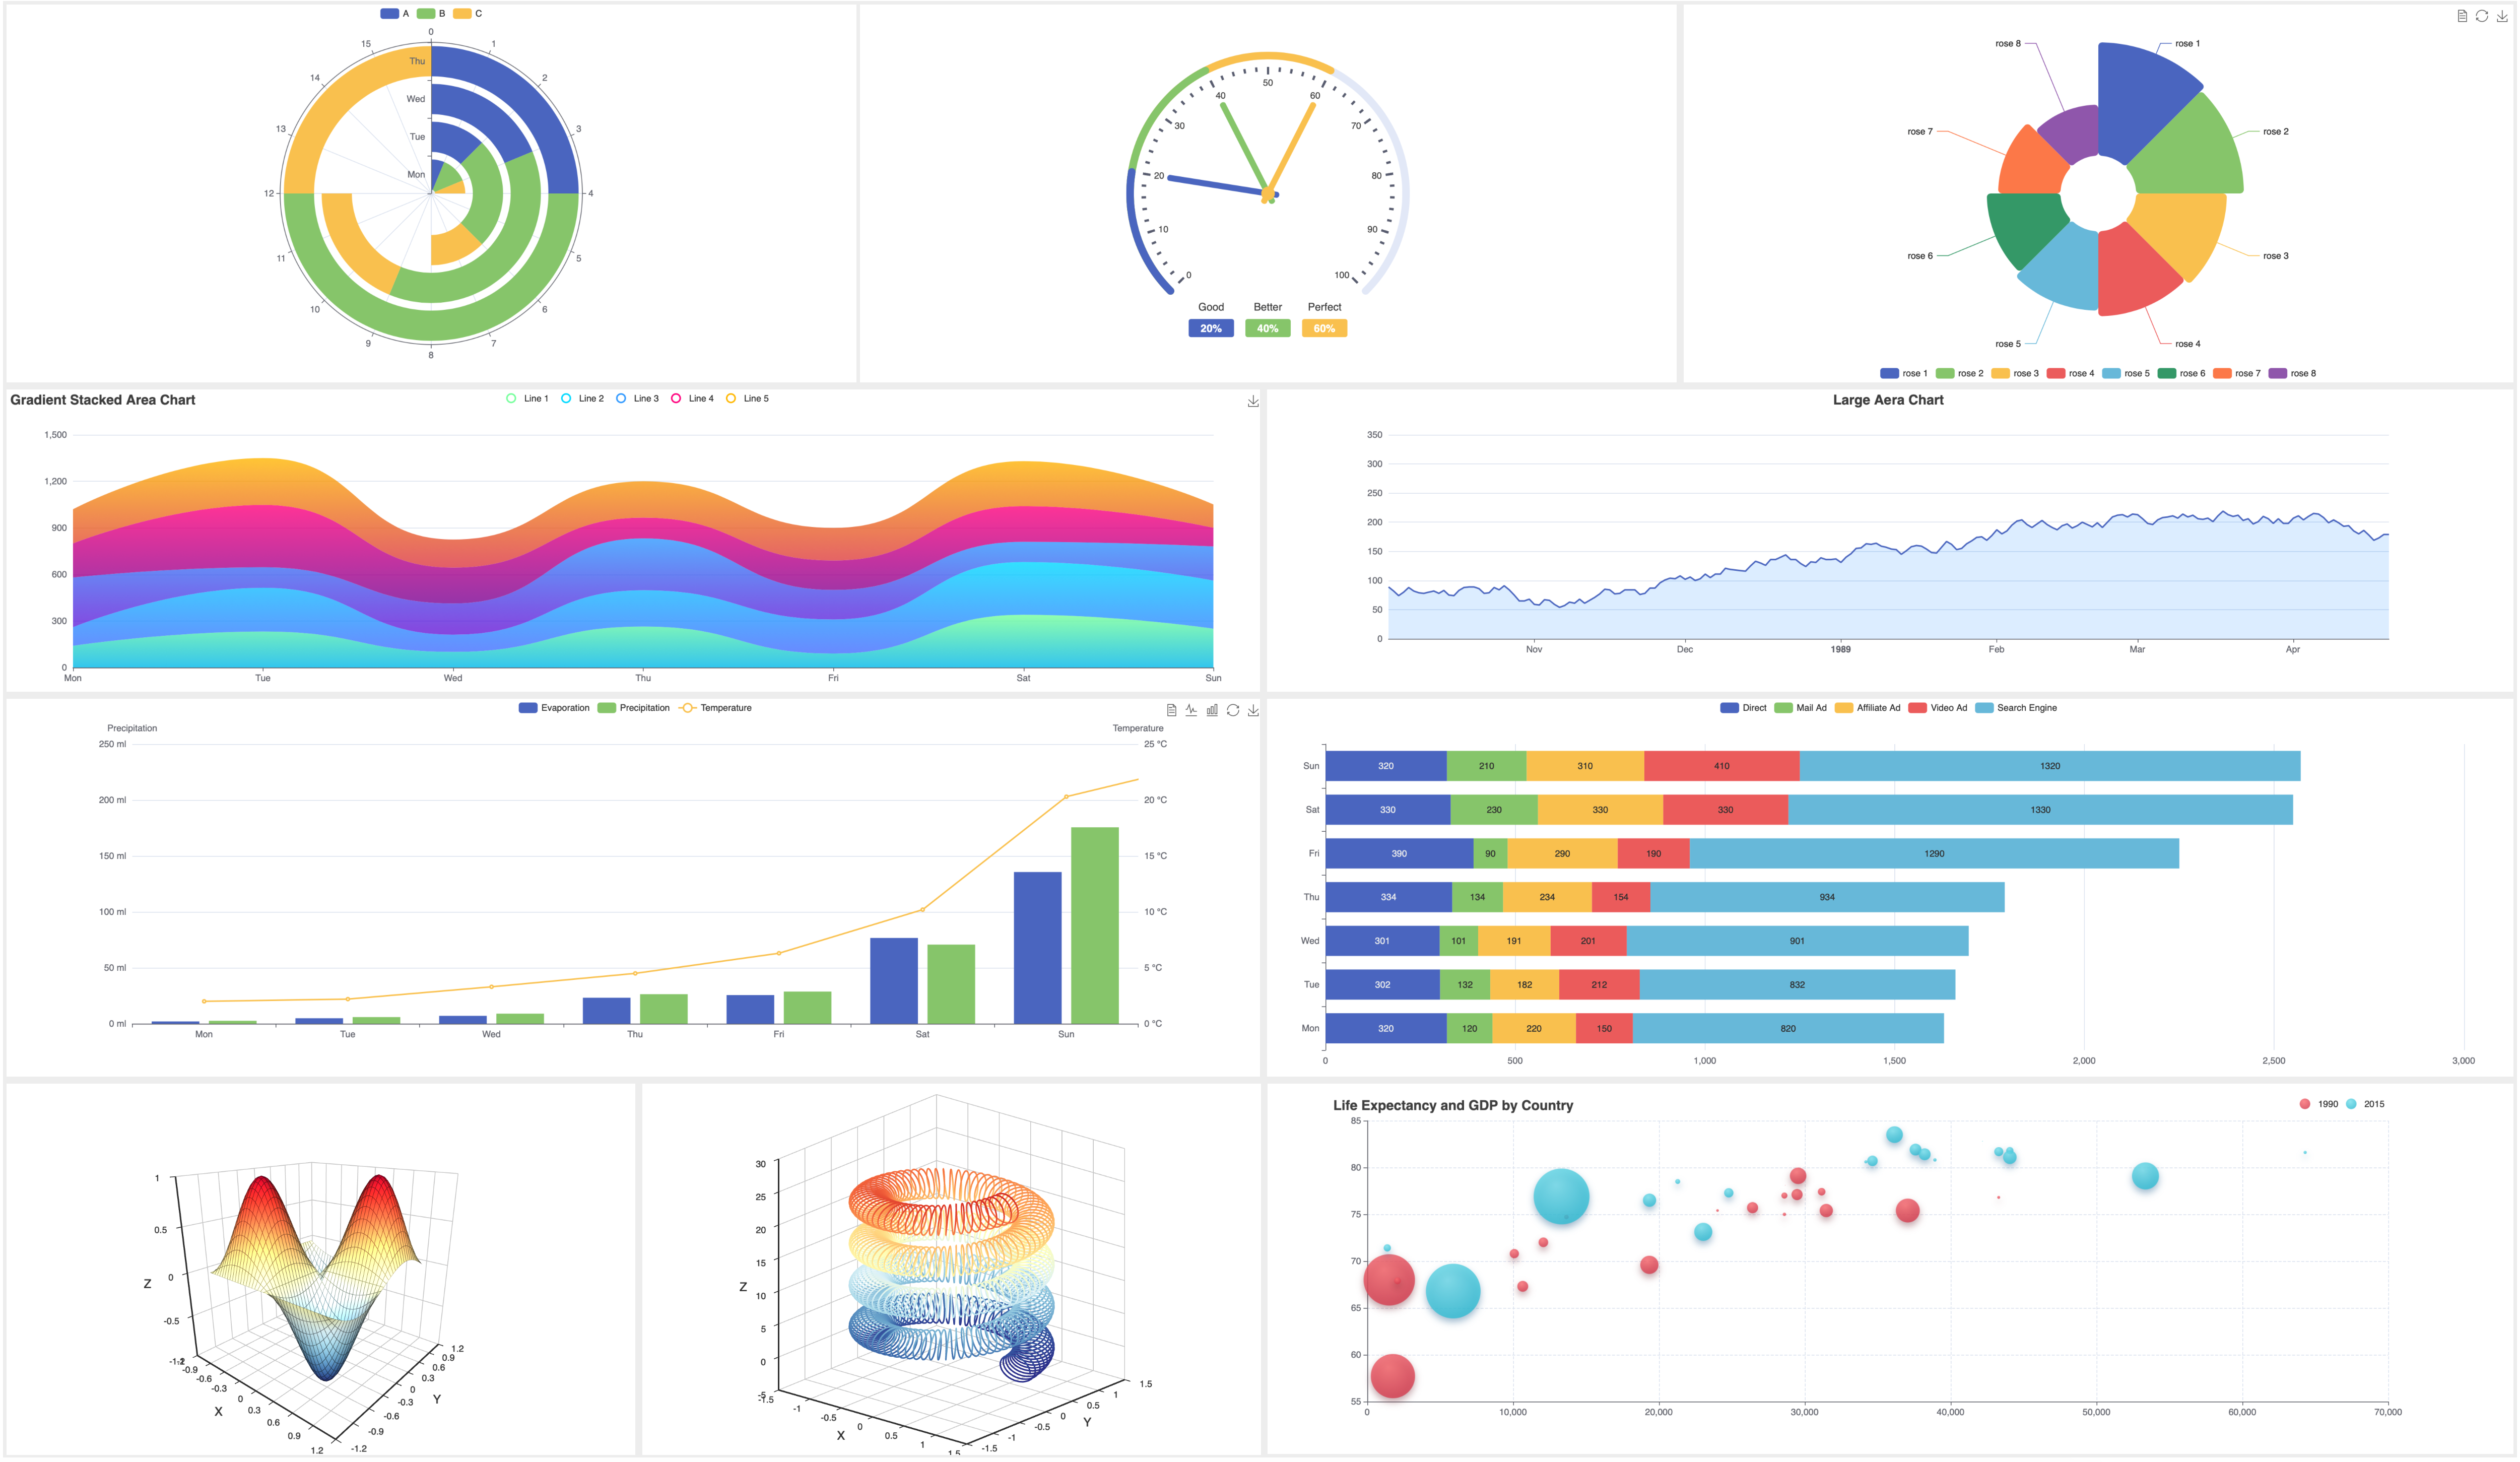 A B C
0
15 1
Thu
14 2
Wed
13 3
Tue
Mon
12 4
11 5
10 6
9 7
8
50
40 60
30 70
20 80
10 90
0 100
Good Better Perfect
20% 40% 60%
rose 8 rose 1
rose 7 rose 2
rose 6 rose 3
rose 5 rose 4
rose 1 rose 2 rose 3 rose 4 rose 5 rose 6 rose 7 rose 8
Gradient Stacked Area Chart
Line 1 Line 2 Line 3 Line 4 Line 5
1,500
1,200
900
600
300
0
Mon Tue Wed Thu Fri Sat Sun
Large Aera Chart
350
300
250
200
150
100
50
0
Nov Dec 1989 Feb Mar Apr
Evaporation Precipitation Temperature
Precipitation Temperature
250 ml 25 °C
200 ml 20 °C
150 ml 15 °C
100 ml 10 °C
50 ml 5 °C
0 ml 0 °C
Mon Tue Wed Thu Fri Sat Sun
Direct Mail Ad Affiliate Ad Video Ad Search Engine
Sun 320 210 310 410 1320
Sat 330 230 330 330 1330
Fri 390 90 290 190 1290
Thu 334 134 234 154 934
Wed 301 101 191 201 901
Tue 302 132 182 212 832
Mon 320 120 220 150 820
0 500 1,000 1,500 2,000 2,500 3,000
1
0.5
0
-0.5
Z
-0.9
-0.6
-0.3
0
0.3
0.6
0.9
1.2
X
1.2
0.9
0.6
0.3
0
-0.3
-0.6
-0.9
-1.2
Y
30
25
20
15
10
5
0
-5
Z
-1.5
-1
-0.5
0
0.5
1
1.5
X
1.5
1
0.5
0
-0.5
-1
-1.5
Y
Life Expectancy and GDP by Country
1990 2015
85
80
75
70
65
60
55
0 10,000 20,000 30,000 40,000 50,000 60,000 70,000